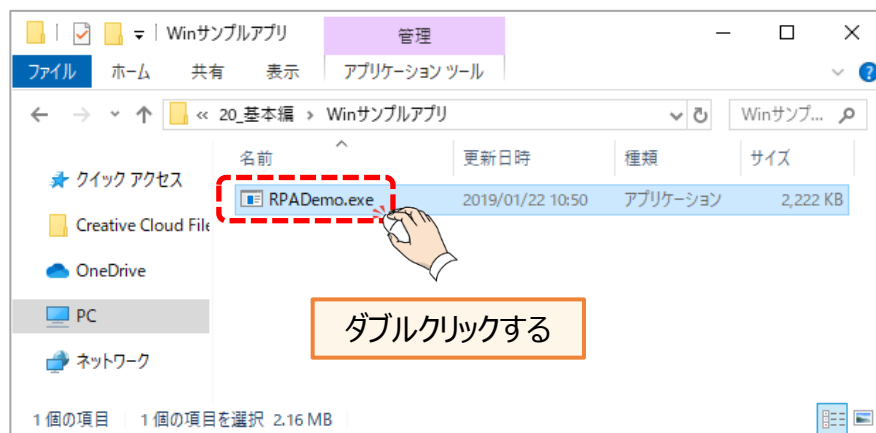 Winサンプルアプリ
管理
ファイル ホーム 共有 表示 アプリケーション ツール
« 20_基本編 › Winサンプルアプリ
Winサンプ...
名前 更新日時 種類 サイズ
クイック アクセス
RPADemo.exe 2019/01/22 10:50 アプリケーション 2,222 KB
Creative Cloud File
OneDrive
PC
ダブルクリックする
ネットワーク
1 個の項目 1 個の項目を選択 2.16 MB